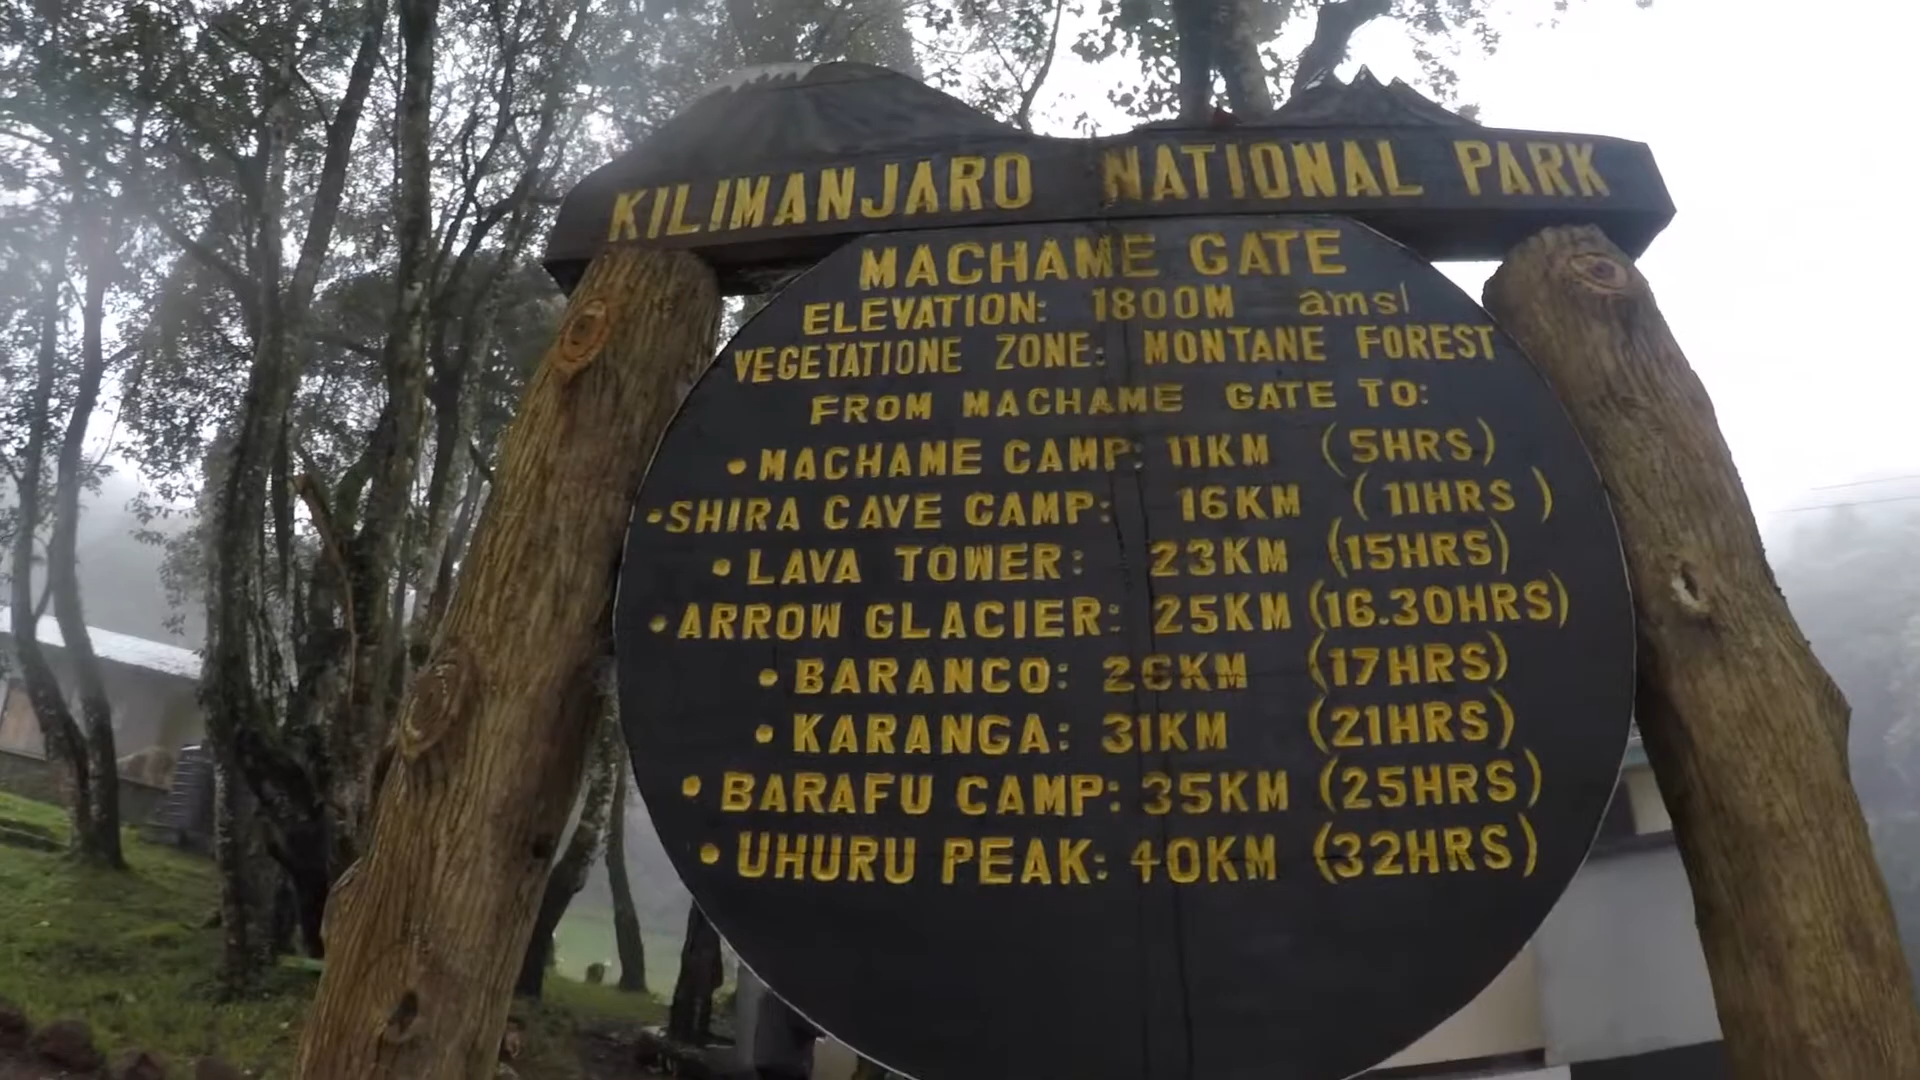 KILIMANJARO NATIONAL PARK
MACHAME GATE
ELEVATION: 1800M amsl
VEGETATIONE ZONE: MONTANE FOREST
FROM MACHAME GATE TO:
• MACHAME CAMP: 11KM (5HRS)
• SHIRA CAVE CAMP: 16KM (11HRS)
• LAVA TOWER: 23KM (15HRS)
• ARROW GLACIER: 25KM (16.30HRS)
• BARANCO: 26KM (17HRS)
• KARANGA: 31KM (21HRS)
• BARAFU CAMP: 35KM (25HRS)
• UHURU PEAK: 40KM (32HRS)